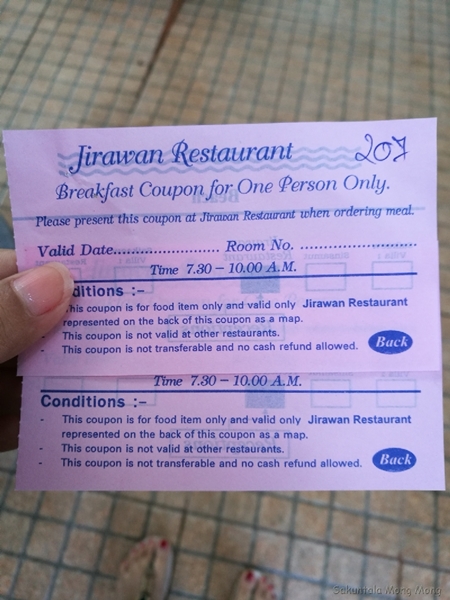 Jirawan Restaurant 207
Breakfast Coupon for One Person Only.
Please present this coupon at Jirawan Restaurant when ordering meal.
Valid Date........................ Room No. ...........................
Time 7.30 – 10.00 A.M.
ditions :-
This coupon is for food item only and valid only Jirawan Restaurant
represented on the back of this coupon as a map.
- This coupon is not valid at other restaurants.
- This coupon is not transferable and no cash refund allowed. Back
Time 7.30 – 10.00 A.M.
Conditions :-
- This coupon is for food item only and valid only Jirawan Restaurant
represented on the back of this coupon as a map.
- This coupon is not valid at other restaurants.
- This coupon is not transferable and no cash refund allowed. Back